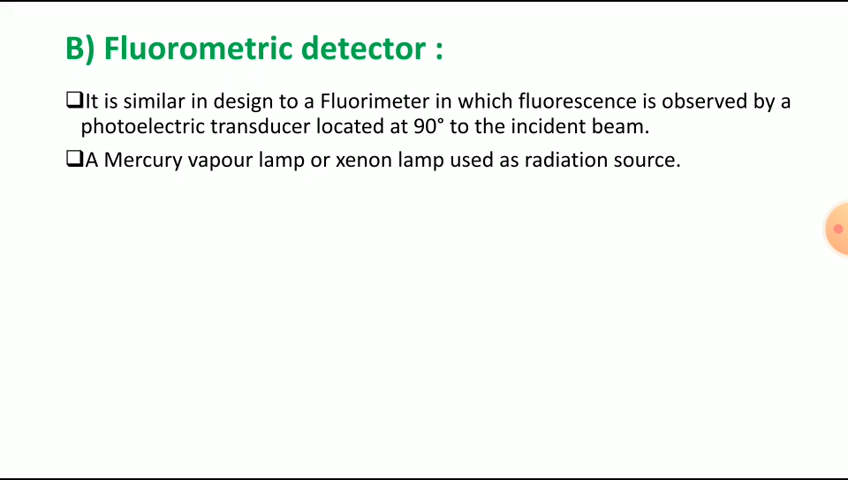 B) Fluorometric detector :
❑It is similar in design to a Fluorimeter in which fluorescence is observed by a
photoelectric transducer located at 90° to the incident beam.
❑A Mercury vapour lamp or xenon lamp used as radiation source.